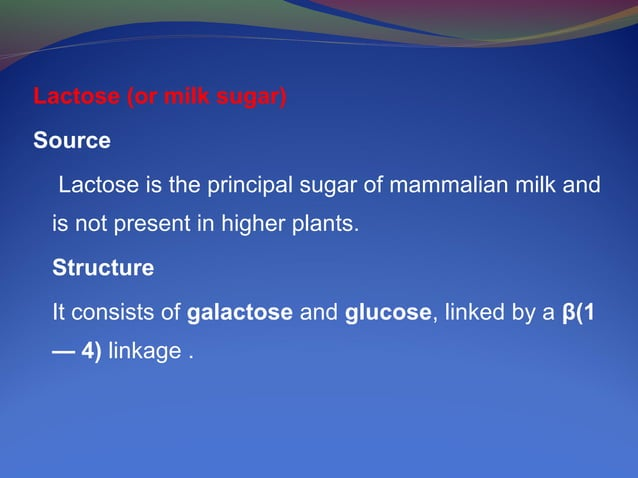 Lactose (or milk sugar)
Source
Lactose is the principal sugar of mammalian milk and
is not present in higher plants.
Structure
It consists of galactose and glucose, linked by a β(1
— 4) linkage .